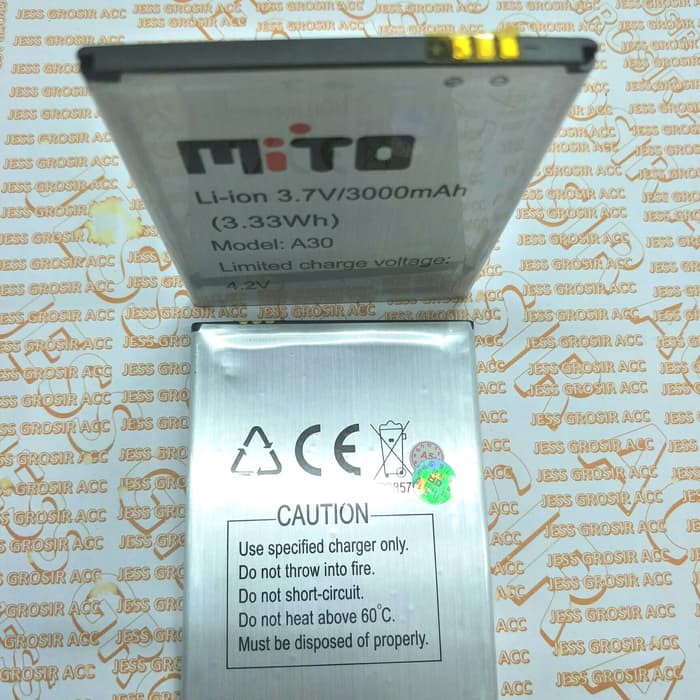 MiTO
Li-ion 3.7V/3000mAh
(3.33Wh)
Model: A30
Limited charge voltage:
4.2V
CE
CAUTION
Use specified charger only.
Do not throw into fire.
Do not short-circuit.
Do not heat above 60°C.
Must be disposed of properly.
JESS GROSIR ACC